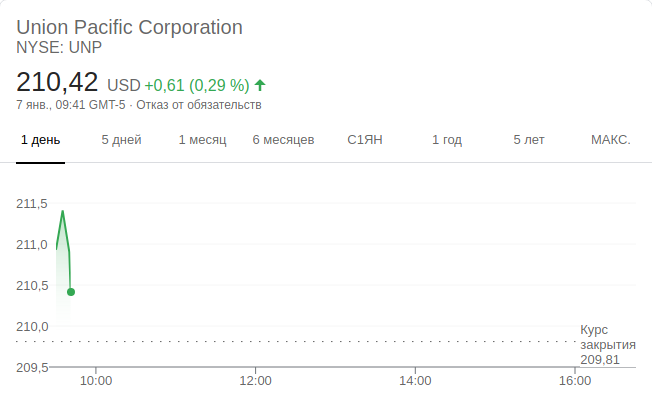 Union Pacific Corporation
NYSE: UNP
210,42 USD +0,61 (0,29 %)
7 янв., 09:41 GMT-5 · Отказ от обязательств
1 день 5 дней 1 месяц 6 месяцев С1ЯН 1 год 5 лет МАКС.
211,5
211,0
210,5
210,0
Курс
закрытия
209,81
209,5
10:00 12:00 14:00 16:00